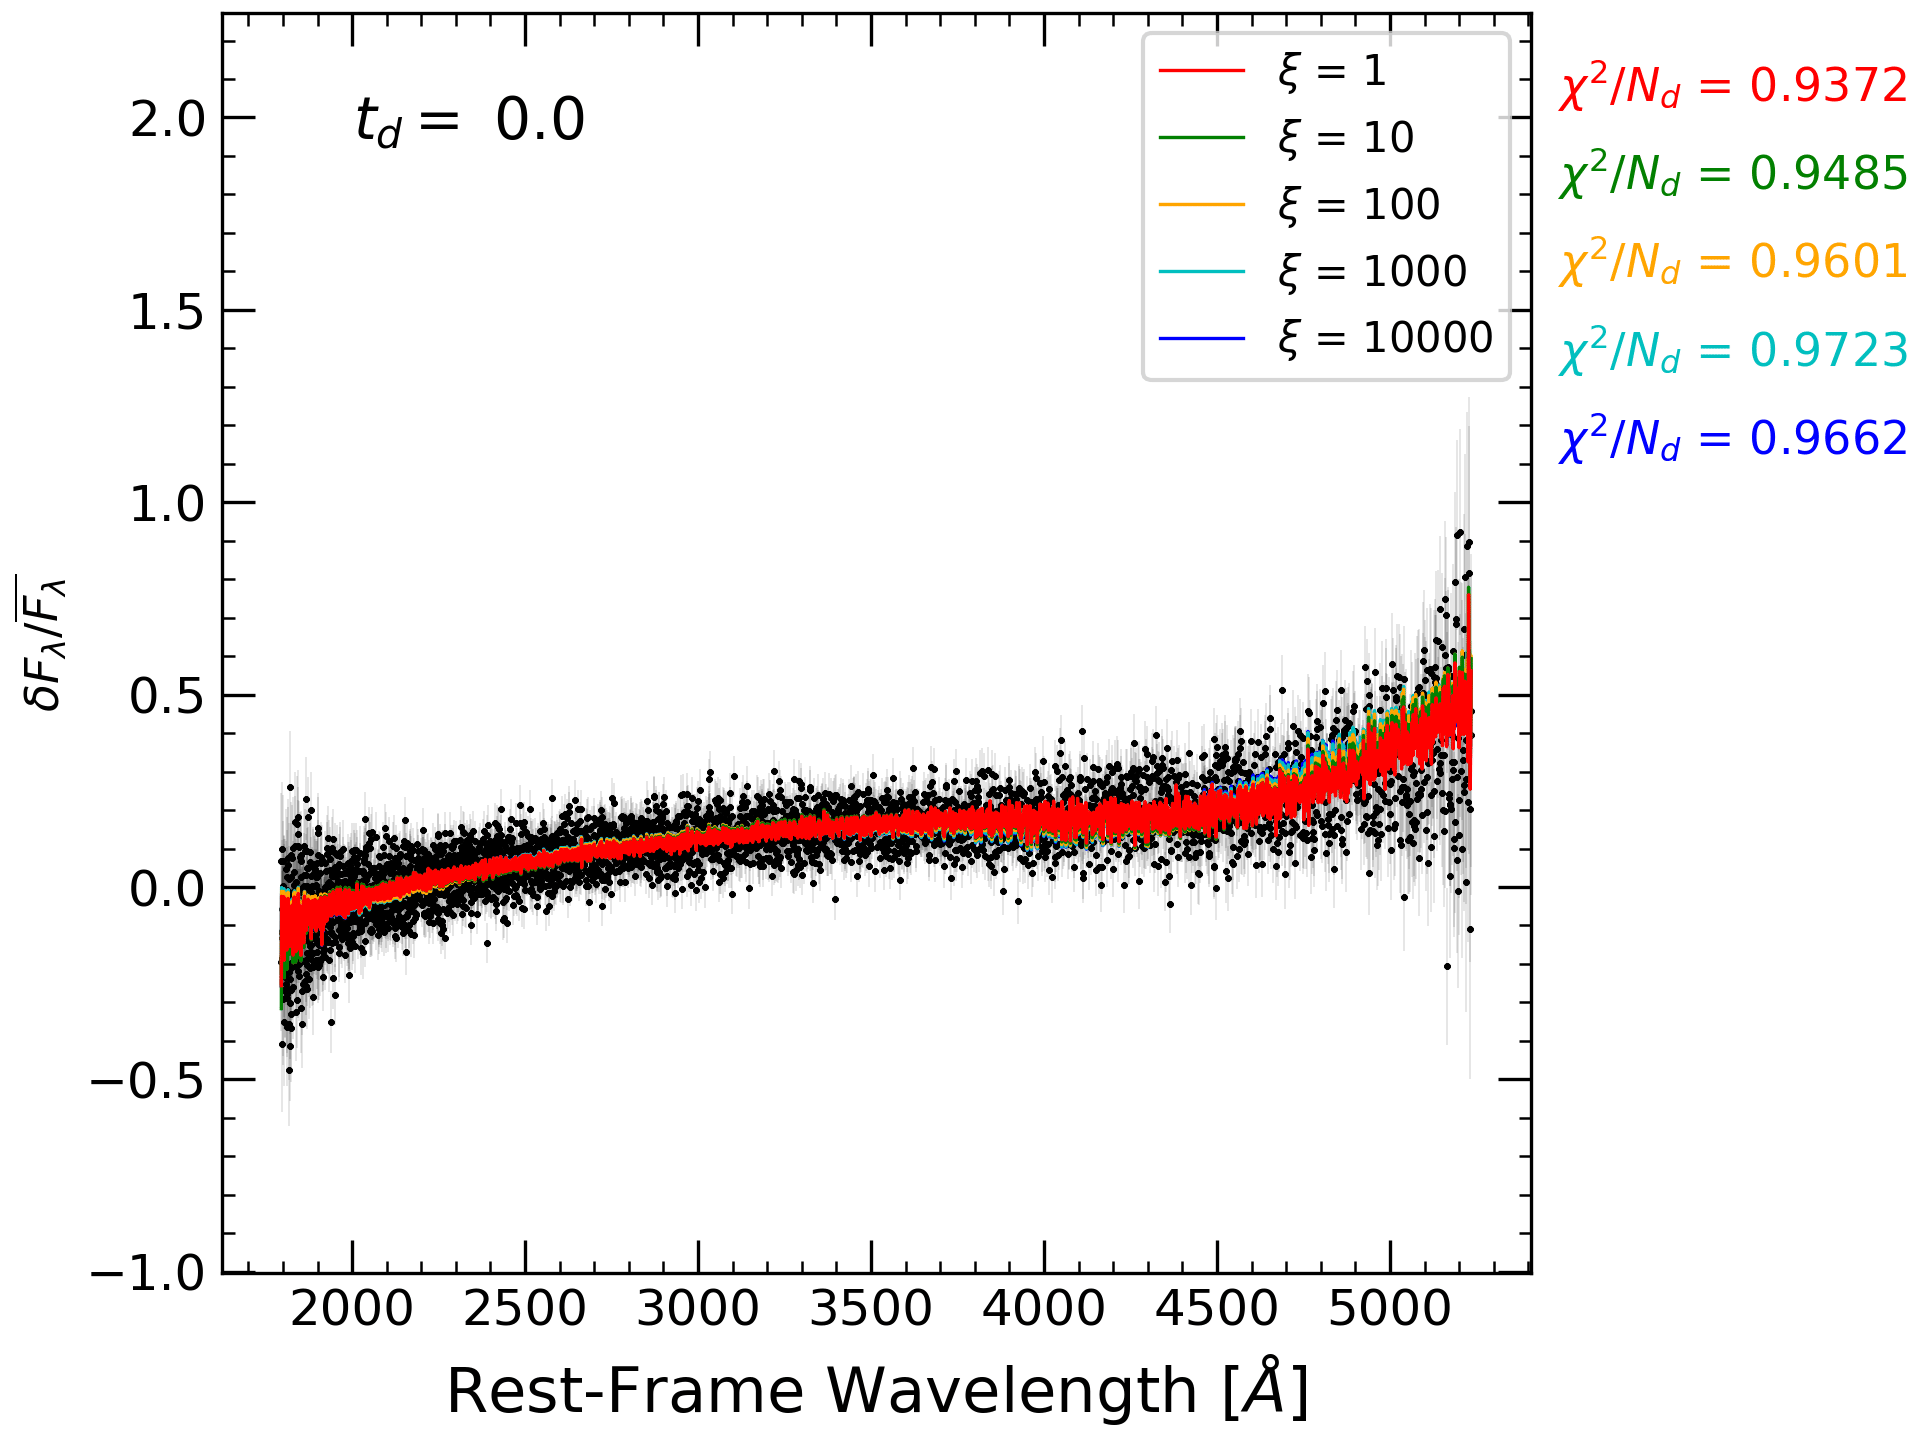 t_d = 0.0
ξ = 1
ξ = 10
ξ = 100
ξ = 1000
ξ = 10000
χ²/N_d = 0.9372
χ²/N_d = 0.9485
χ²/N_d = 0.9601
χ²/N_d = 0.9723
χ²/N_d = 0.9662
2.0
1.5
1.0
0.5
0.0
−0.5
−1.0
δF_λ/F̅_λ
2000 2500 3000 3500 4000 4500 5000
Rest-Frame Wavelength [Å]